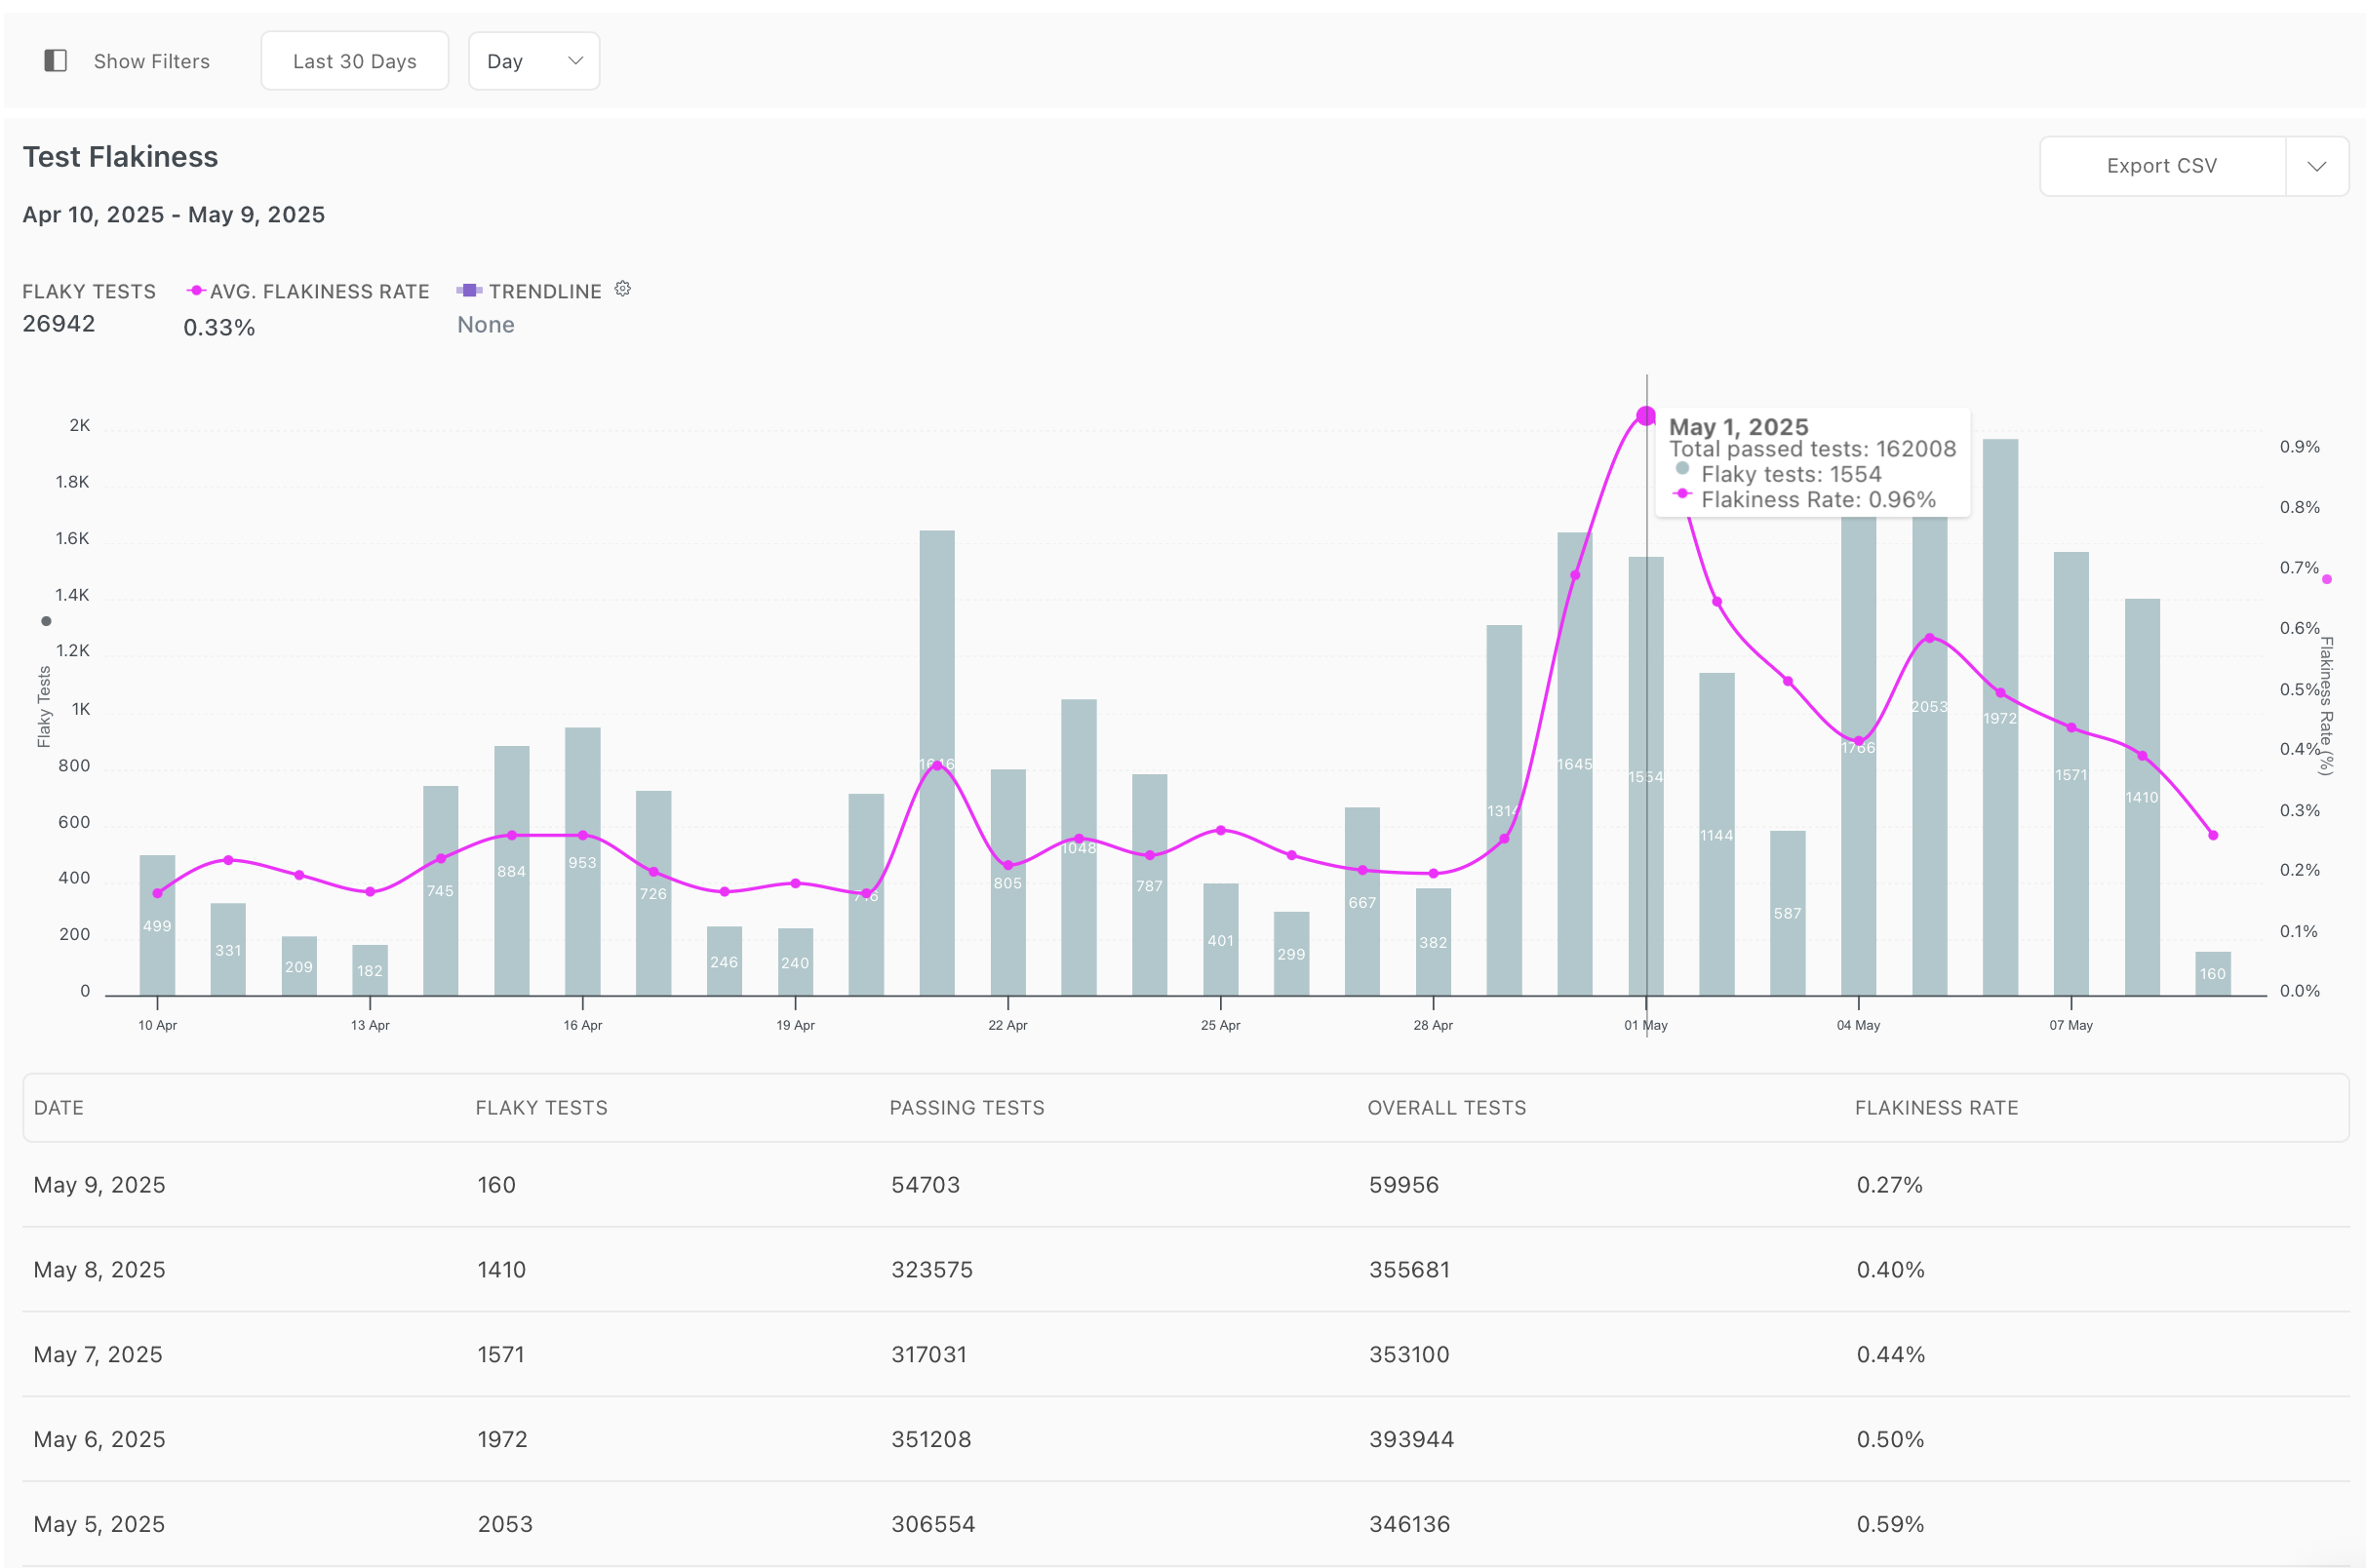 Show Filters
Last 30 Days
Day
Test Flakiness
Export CSV
Apr 10, 2025 - May 9, 2025
FLAKY TESTS
26942
AVG. FLAKINESS RATE
0.33%
TRENDLINE
None
2K
1.8K
1.6K
1.4K
1.2K
1K
800
600
400
200
0
Flaky Tests
May 1, 2025
Total passed tests: 162008
Flaky tests: 1554
Flakiness Rate: 0.96%
499
331
209
182
745
884
953
726
246
240
716
1646
805
1048
787
401
299
667
382
1314
1645
1554
1144
587
1766
2053
1972
1571
1410
160
0.9%
0.8%
0.7%
0.6%
0.5%
0.4%
0.3%
0.2%
0.1%
0.0%
Flakiness Rate (%)
10 Apr
13 Apr
16 Apr
19 Apr
22 Apr
25 Apr
28 Apr
01 May
04 May
07 May
DATE FLAKY TESTS PASSING TESTS OVERALL TESTS FLAKINESS RATE
May 9, 2025 160 54703 59956 0.27%
May 8, 2025 1410 323575 355681 0.40%
May 7, 2025 1571 317031 353100 0.44%
May 6, 2025 1972 351208 393944 0.50%
May 5, 2025 2053 306554 346136 0.59%